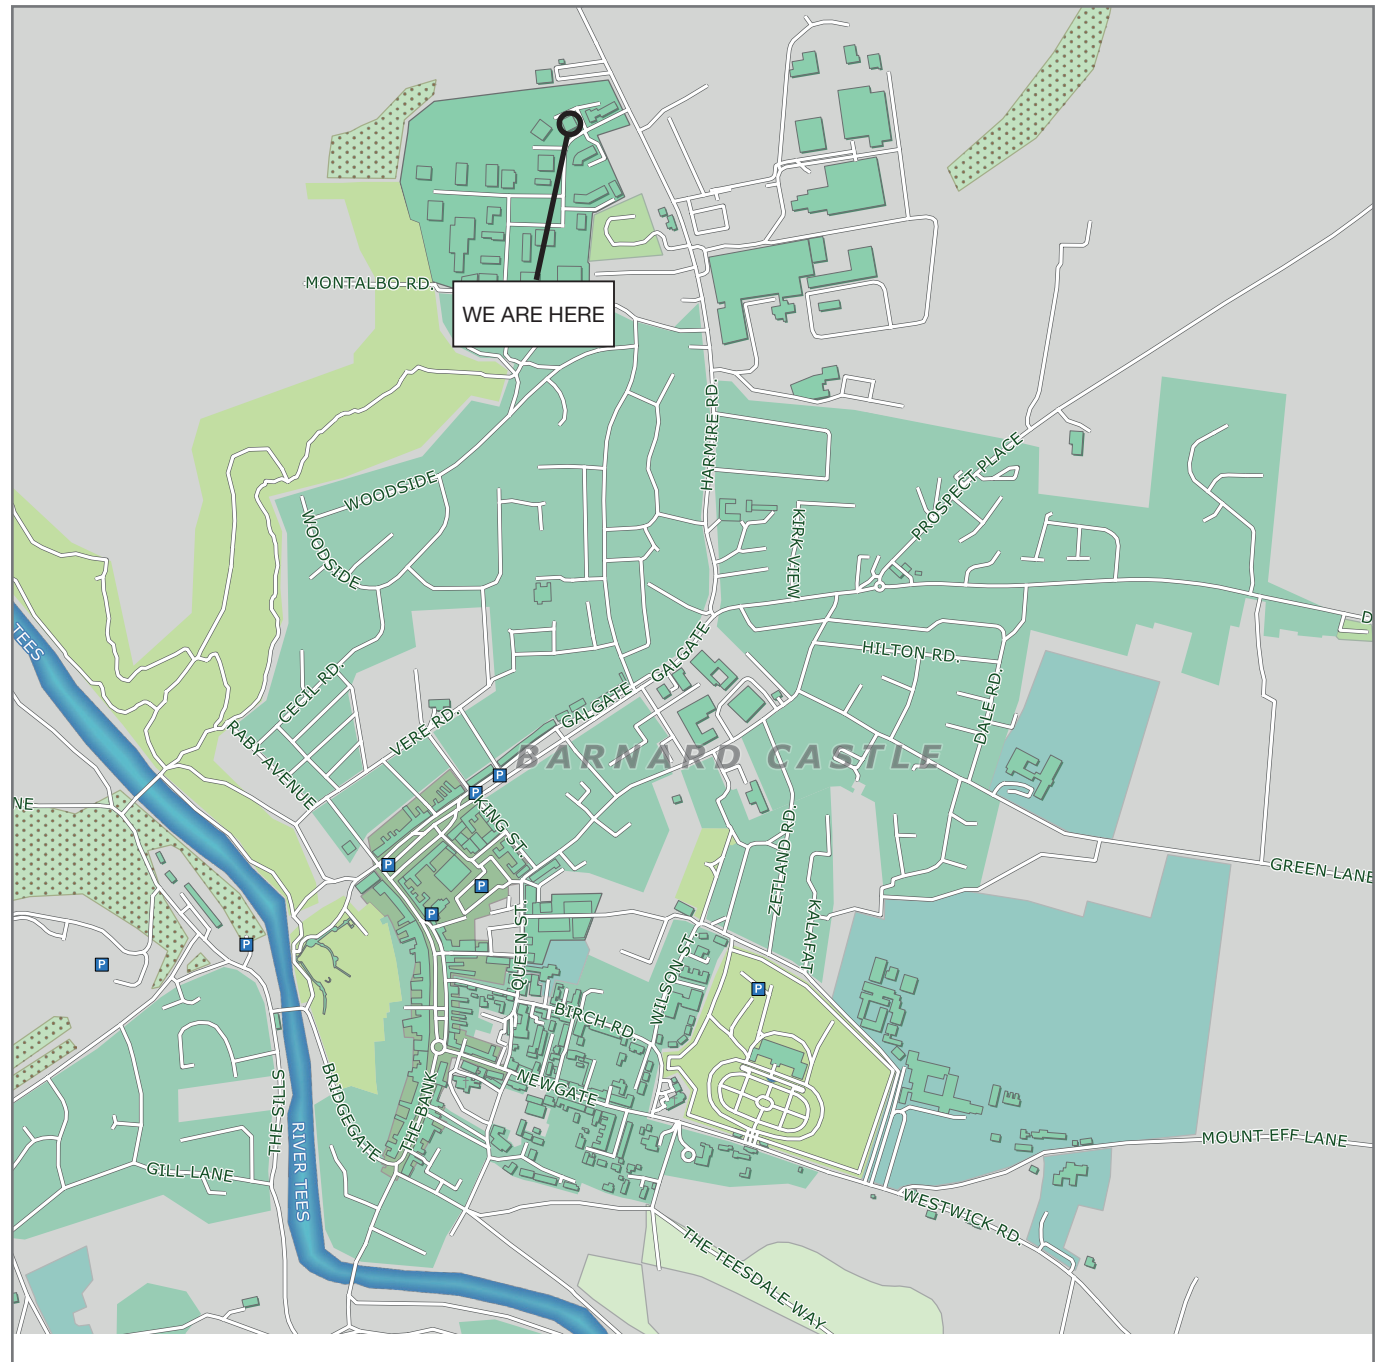 MONTALBO RD.
WE ARE HERE
HARMIRE RD.
PROSPECT PLACE
WOODSIDE
WOODSIDE
KIRK VIEW
D
TEES
HILTON RD.
GALGATE
CECIL RD.
GALGATE
DALE RD.
VERE RD.
RABY AVENUE
BARNARD CASTLE
P
P
NE
KING ST.
ZETLAND RD.
P
GREEN LANE
P
P
KALAFAT
QUEEN ST.
WILSON ST.
P
P
P
BIRCH RD.
NEWGATE
THE SILLS
BRIDGEGATE
THE BANK
RIVER TEES
MOUNT EFF LANE
GILL LANE
WESTWICK RD.
THE TEESDALE WAY